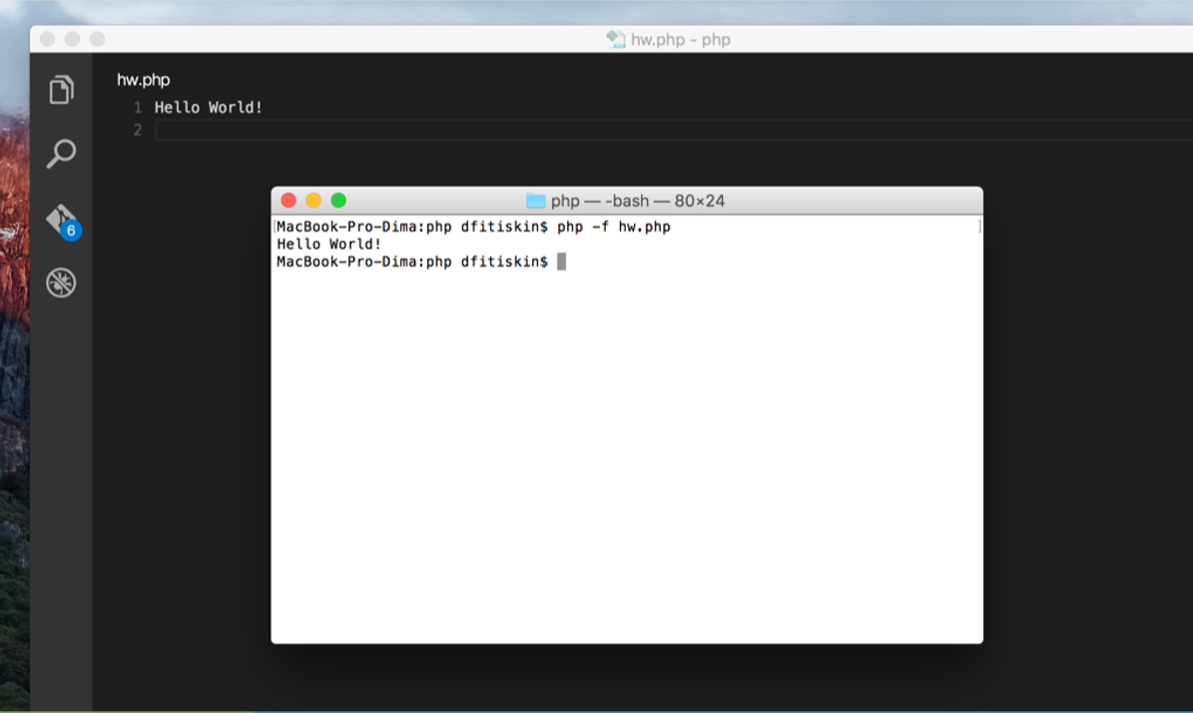 hw.php - php
hw.php
1 Hello World!
2
6
php — -bash — 80×24
[MacBook-Pro-Dima:php dfitiskin$ php -f hw.php ]
Hello World!
MacBook-Pro-Dima:php dfitiskin$